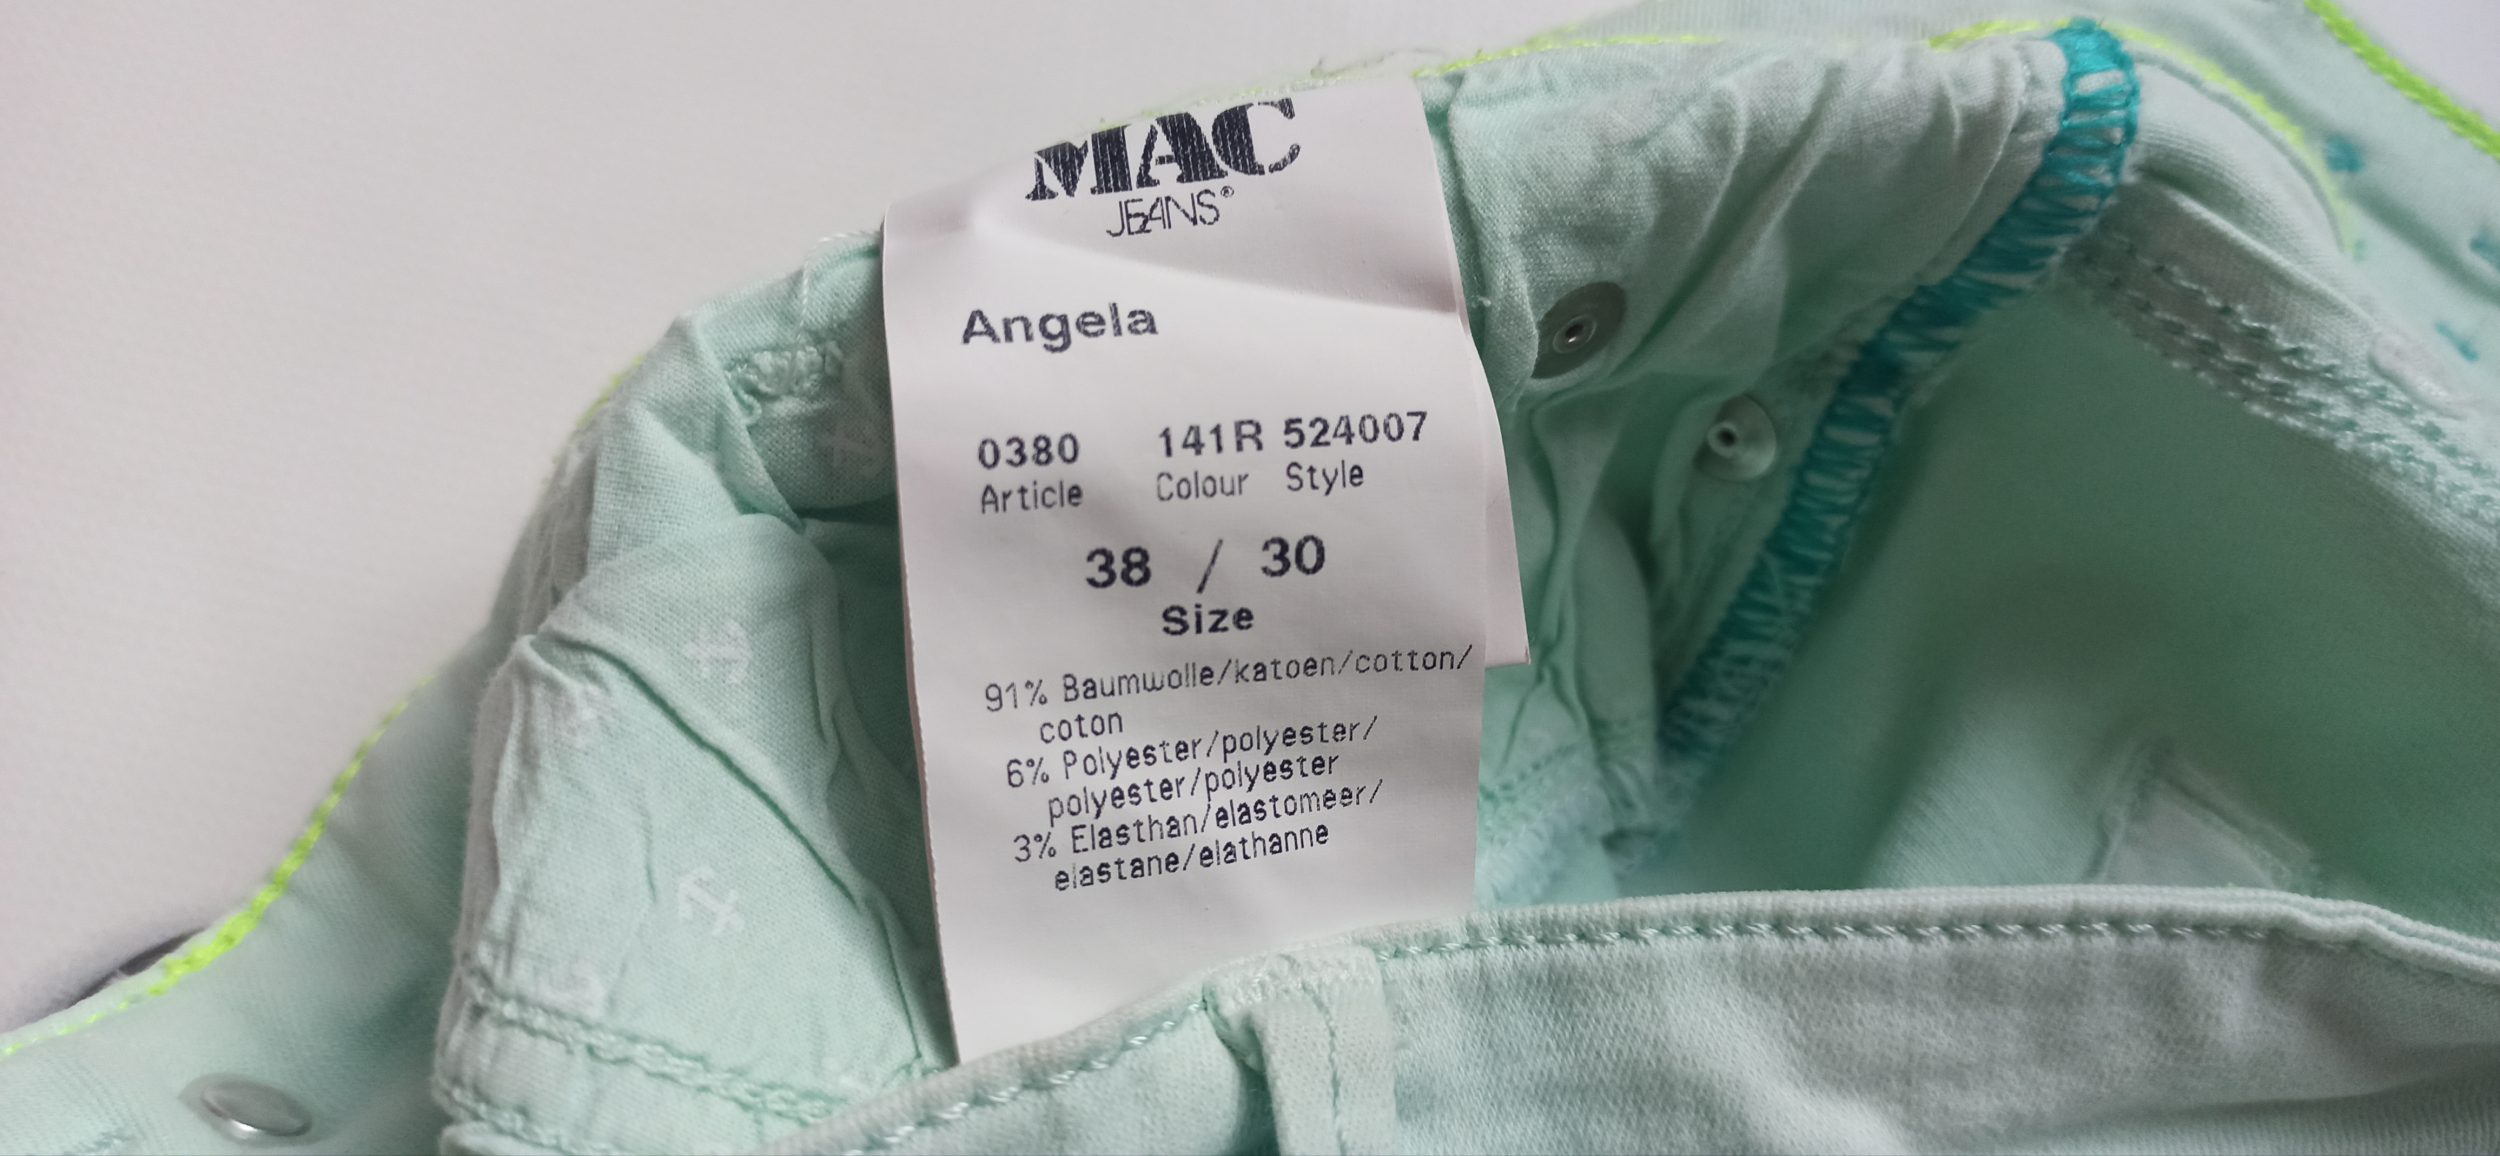 MAC
JEANS®
Angela
0380 141R 524007
Article Colour Style
38 / 30
Size
91% Baumwolle/katoen/cotton/
coton
6% Polyester/polyester/
polyester/polyester
3% Elasthan/elastomeer/
elastane/elathanne